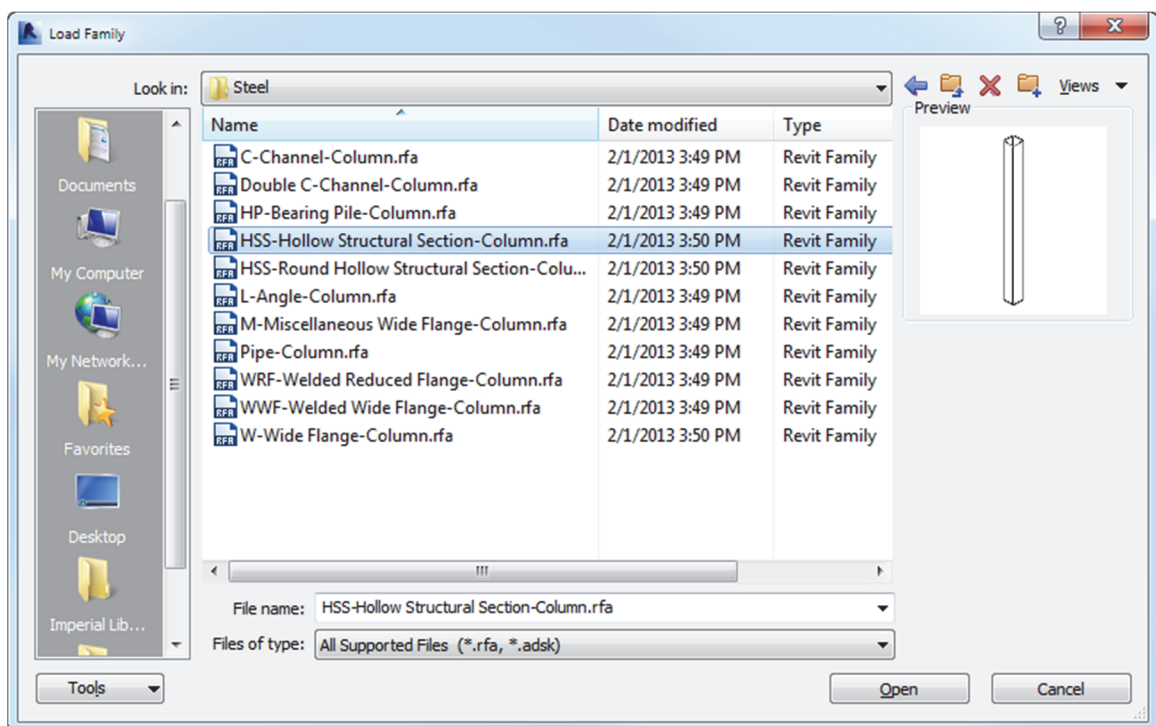 Load Family
Look in: Steel Views
Preview
Name Date modified Type
C-Channel-Column.rfa 2/1/2013 3:49 PM Revit Family
Double C-Channel-Column.rfa 2/1/2013 3:49 PM Revit Family
HP-Bearing Pile-Column.rfa 2/1/2013 3:49 PM Revit Family
HSS-Hollow Structural Section-Column.rfa 2/1/2013 3:50 PM Revit Family
HSS-Round Hollow Structural Section-Colu... 2/1/2013 3:50 PM Revit Family
L-Angle-Column.rfa 2/1/2013 3:49 PM Revit Family
M-Miscellaneous Wide Flange-Column.rfa 2/1/2013 3:49 PM Revit Family
Pipe-Column.rfa 2/1/2013 3:49 PM Revit Family
WRF-Welded Reduced Flange-Column.rfa 2/1/2013 3:49 PM Revit Family
WWF-Welded Wide Flange-Column.rfa 2/1/2013 3:49 PM Revit Family
W-Wide Flange-Column.rfa 2/1/2013 3:50 PM Revit Family
Documents
My Computer
My Network...
Favorites
Desktop
Imperial Lib...
File name: HSS-Hollow Structural Section-Column.rfa
Files of type: All Supported Files (*.rfa, *.adsk)
Tools Open Cancel